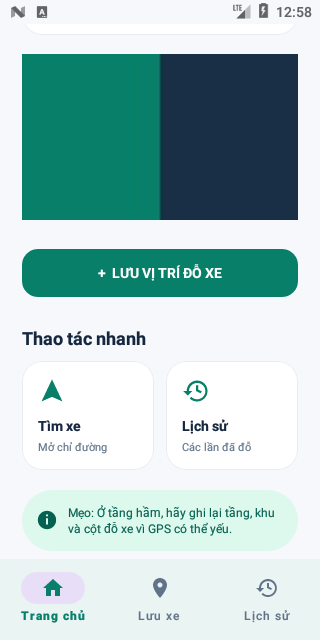 LTE
12:58
+ LƯU VỊ TRÍ ĐỖ XE
Thao tác nhanh
Tìm xe
Mở chỉ đường
Lịch sử
Các lần đã đỗ
Mẹo: Ở tầng hầm, hãy ghi lại tầng, khu
và cột đỗ xe vì GPS có thể yếu.
Trang chủ
Lưu xe
Lịch sử